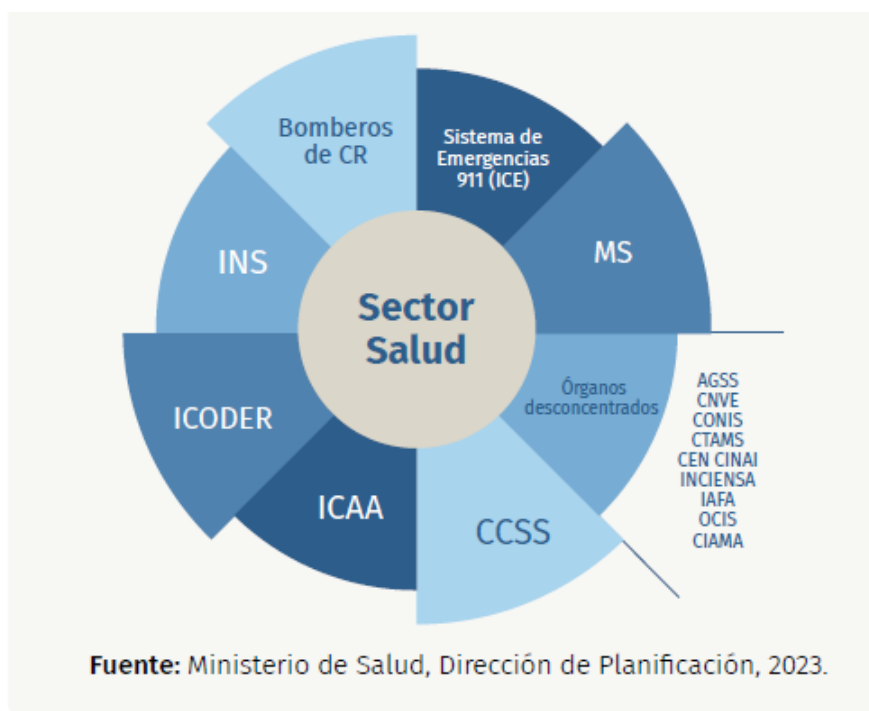 Bomberos
de CR
Sistema de
Emergencias
911 (ICE)
INS
MS
Sector
Salud
Órganos
desconcentrados
AGSS
CNVE
CONIS
CTAMS
CEN CINAI
INCIENSA
IAFA
OCIS
CIAMA
ICODER
ICAA
CCSS
Fuente: Ministerio de Salud, Dirección de Planificación, 2023.